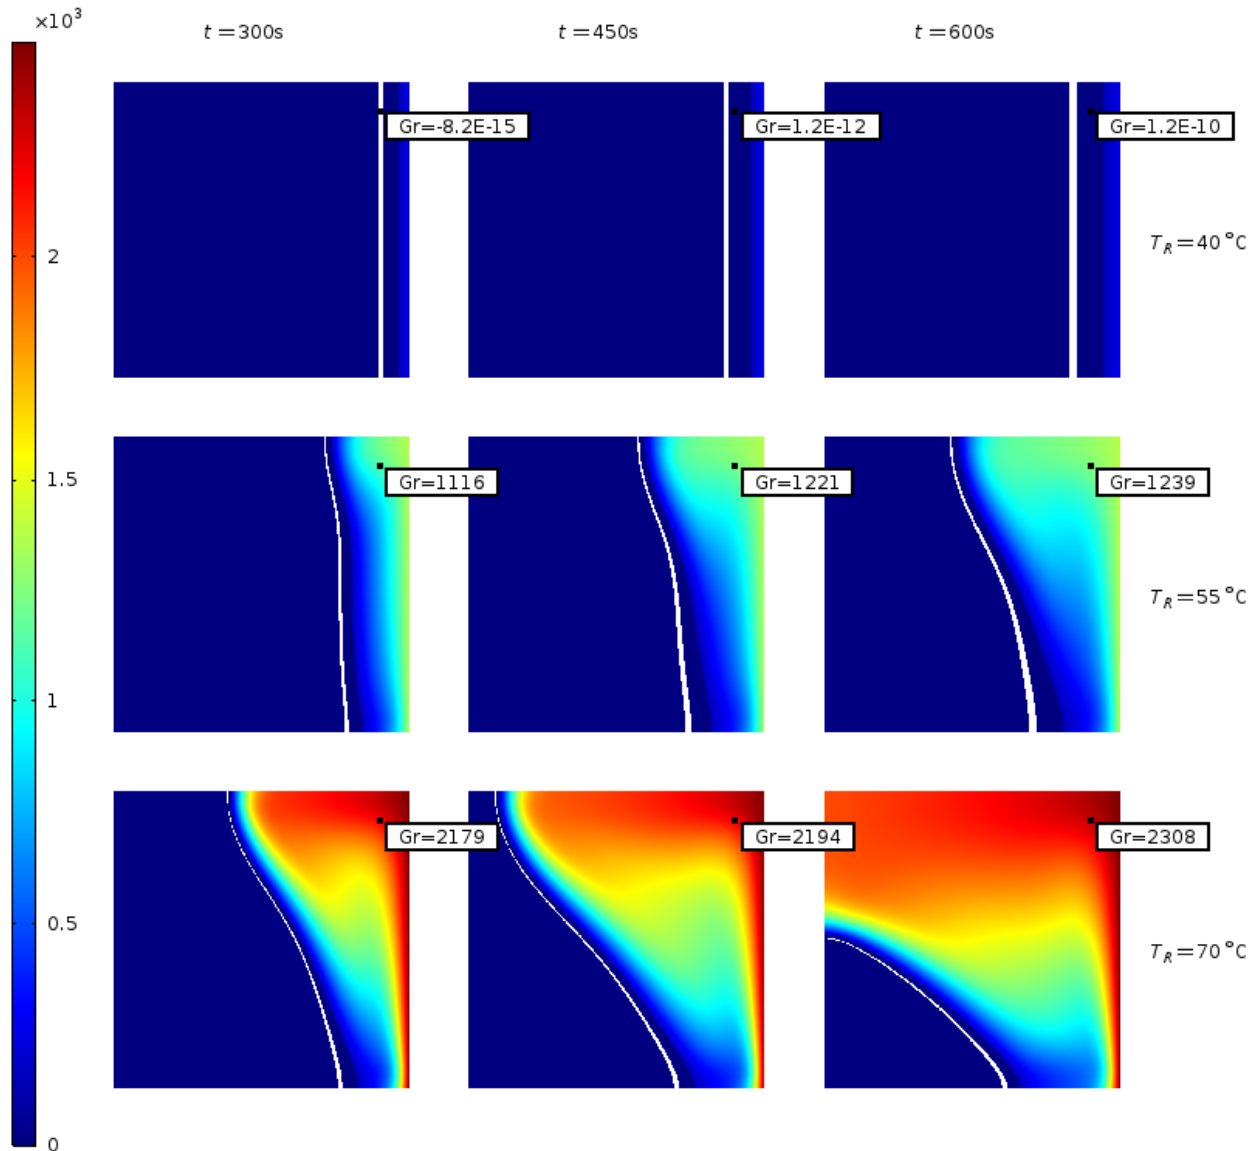 ×10³
t =300s t =450s t =600s
Gr=-8.2E-15 Gr=1.2E-12 Gr=1.2E-10
2
T_R=40°C
Gr=1116 Gr=1221 Gr=1239
1.5
T_R=55°C
1
Gr=2179 Gr=2194 Gr=2308
0.5
T_R=70°C
0